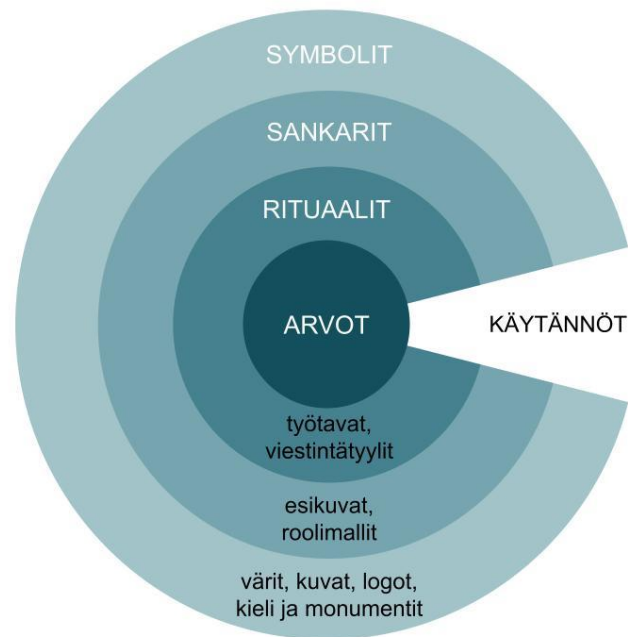 SYMBOLIT
SANKARIT
RITUAALIT
ARVOT
KÄYTÄNNÖT
työtavat,
viestintätyylit
esikuvat,
roolimallit
värit, kuvat, logot,
kieli ja monumentit